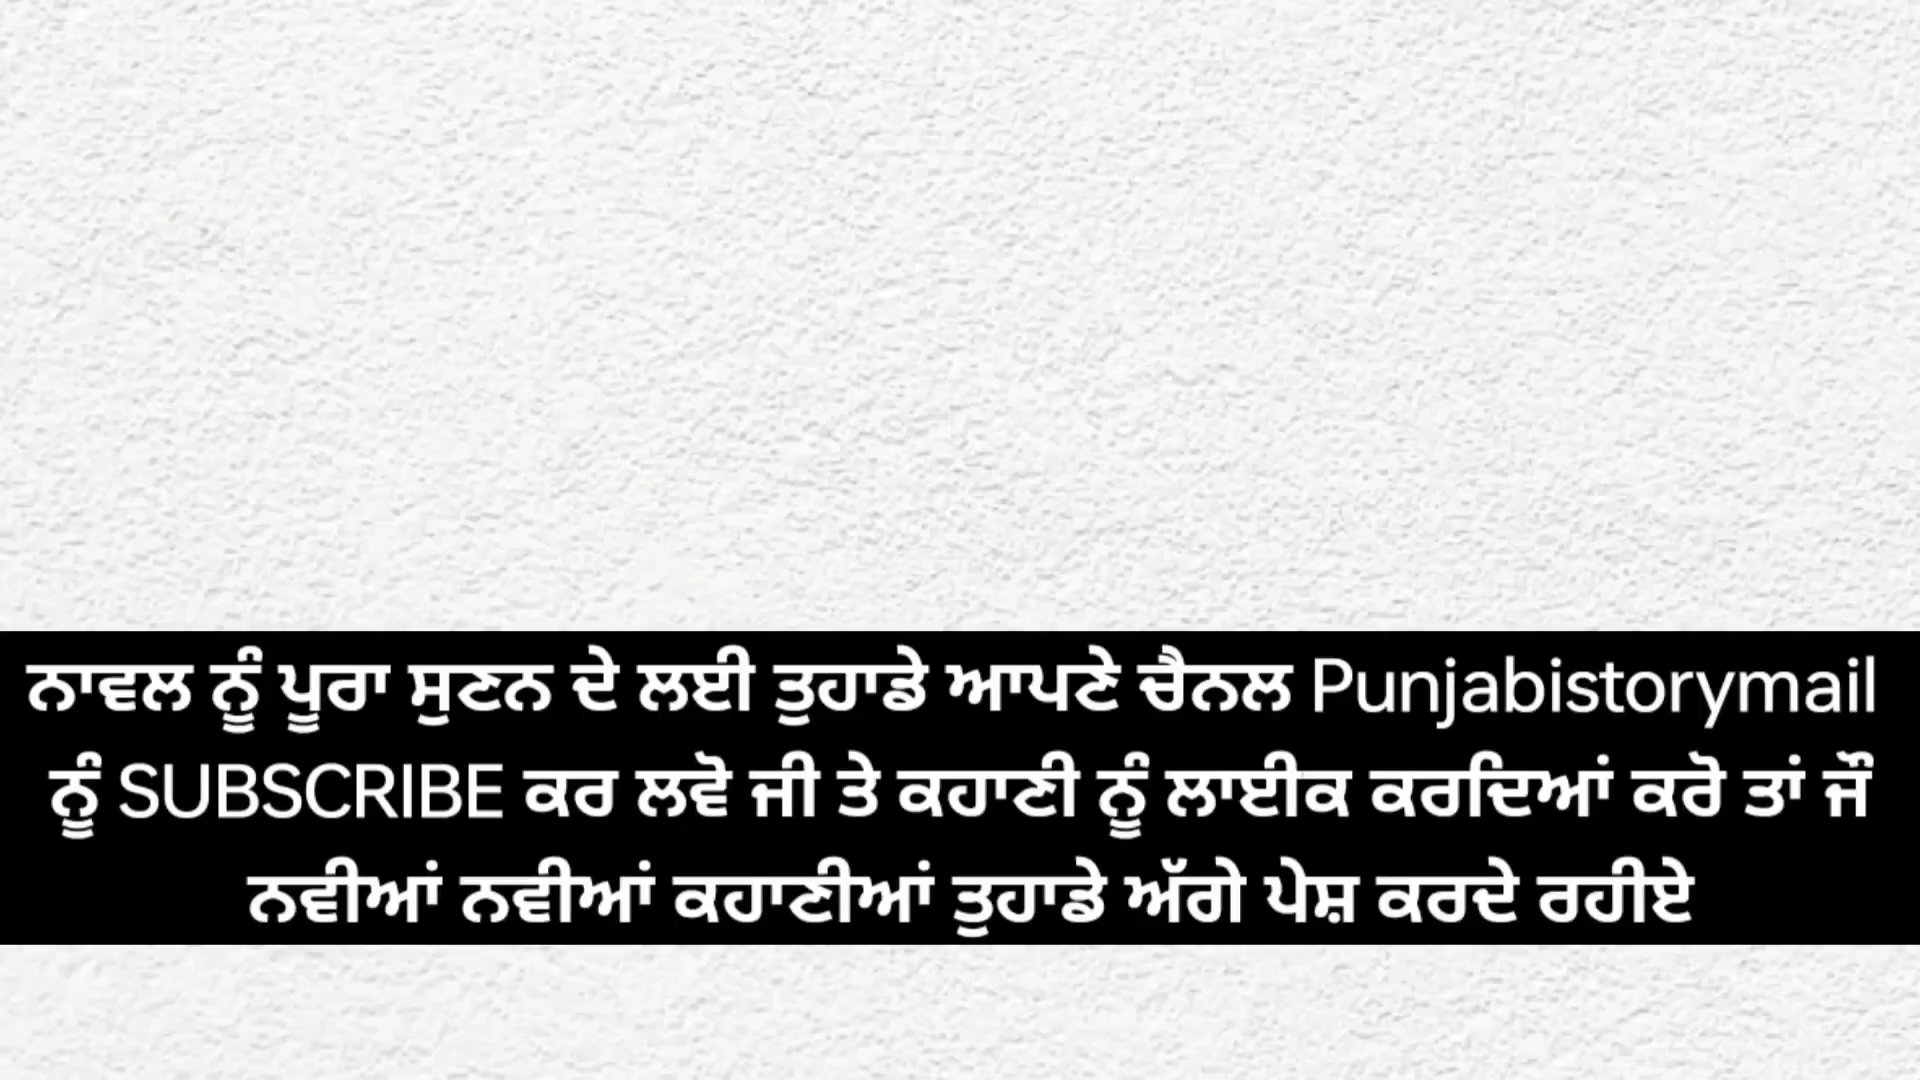 ਨਾਵਲ ਨੂੰ ਪੂਰਾ ਸੁਣਨ ਦੇ ਲਈ ਤੁਹਾਡੇ ਆਪਣੇ ਚੈਨਲ Punjabistorymail
ਨੂੰ SUBSCRIBE ਕਰ ਲਵੋ ਜੀ ਤੇ ਕਹਾਣੀ ਨੂੰ ਲਾਈਕ ਕਰਦਿਆਂ ਕਰੋ ਤਾਂ ਜੌ
ਨਵੀਆਂ ਨਵੀਆਂ ਕਹਾਣੀਆਂ ਤੁਹਾਡੇ ਅੱਗੇ ਪੇਸ਼ ਕਰਦੇ ਰਹੀਏ